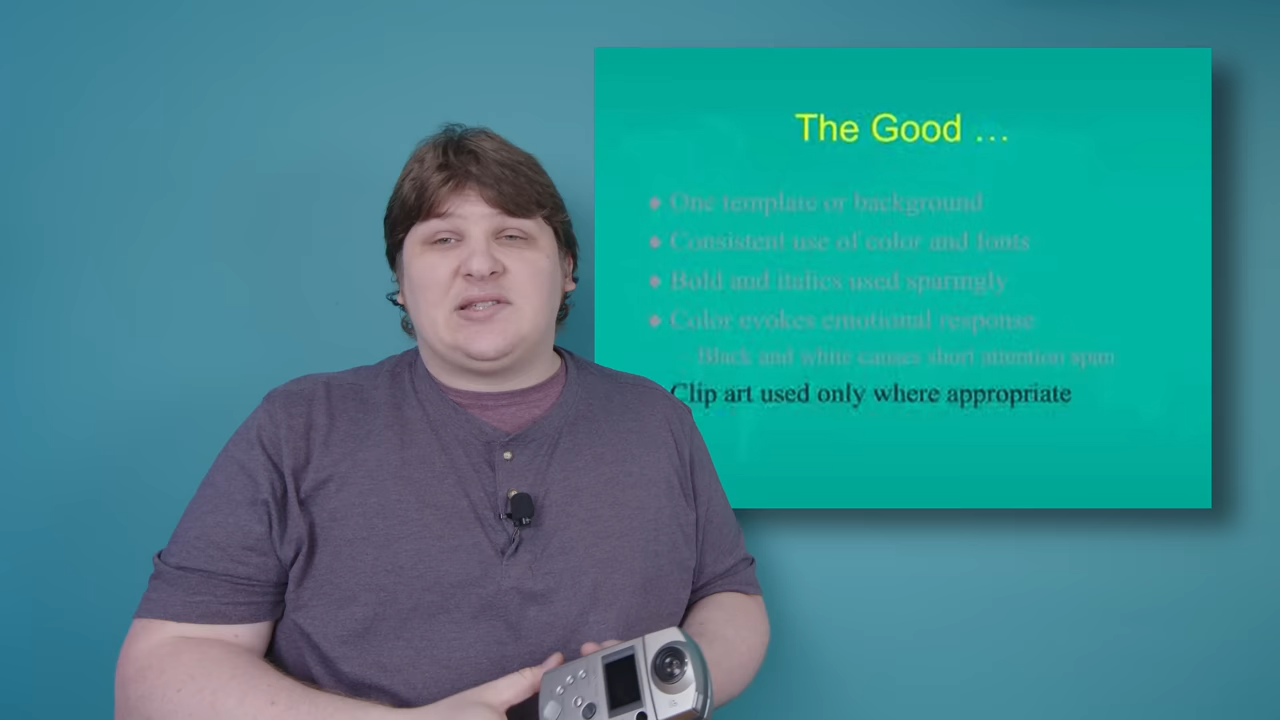 The Good …
One template or background
Consistent use of color and fonts
Bold and italics used sparingly
Color evokes emotional response
Black and white causes short attention span
Clip art used only where appropriate